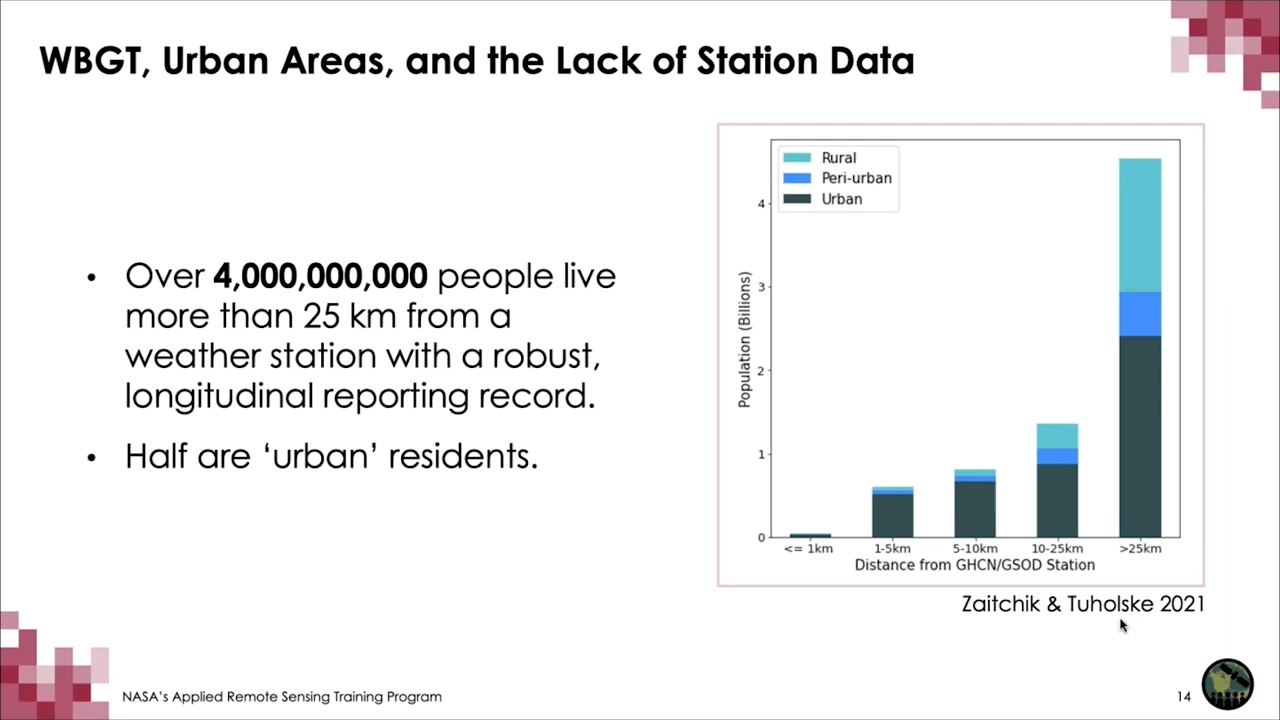 WBGT, Urban Areas, and the Lack of Station Data
• Over 4,000,000,000 people live
more than 25 km from a
weather station with a robust,
longitudinal reporting record.
• Half are ‘urban’ residents.
Rural
Peri-urban
Urban
Population (Billions)
4
3
2
1
0
<= 1km 1-5km 5-10km 10-25km >25km
Distance from GHCN/GSOD Station
Zaitchik & Tuholske 2021
NASA’s Applied Remote Sensing Training Program
14